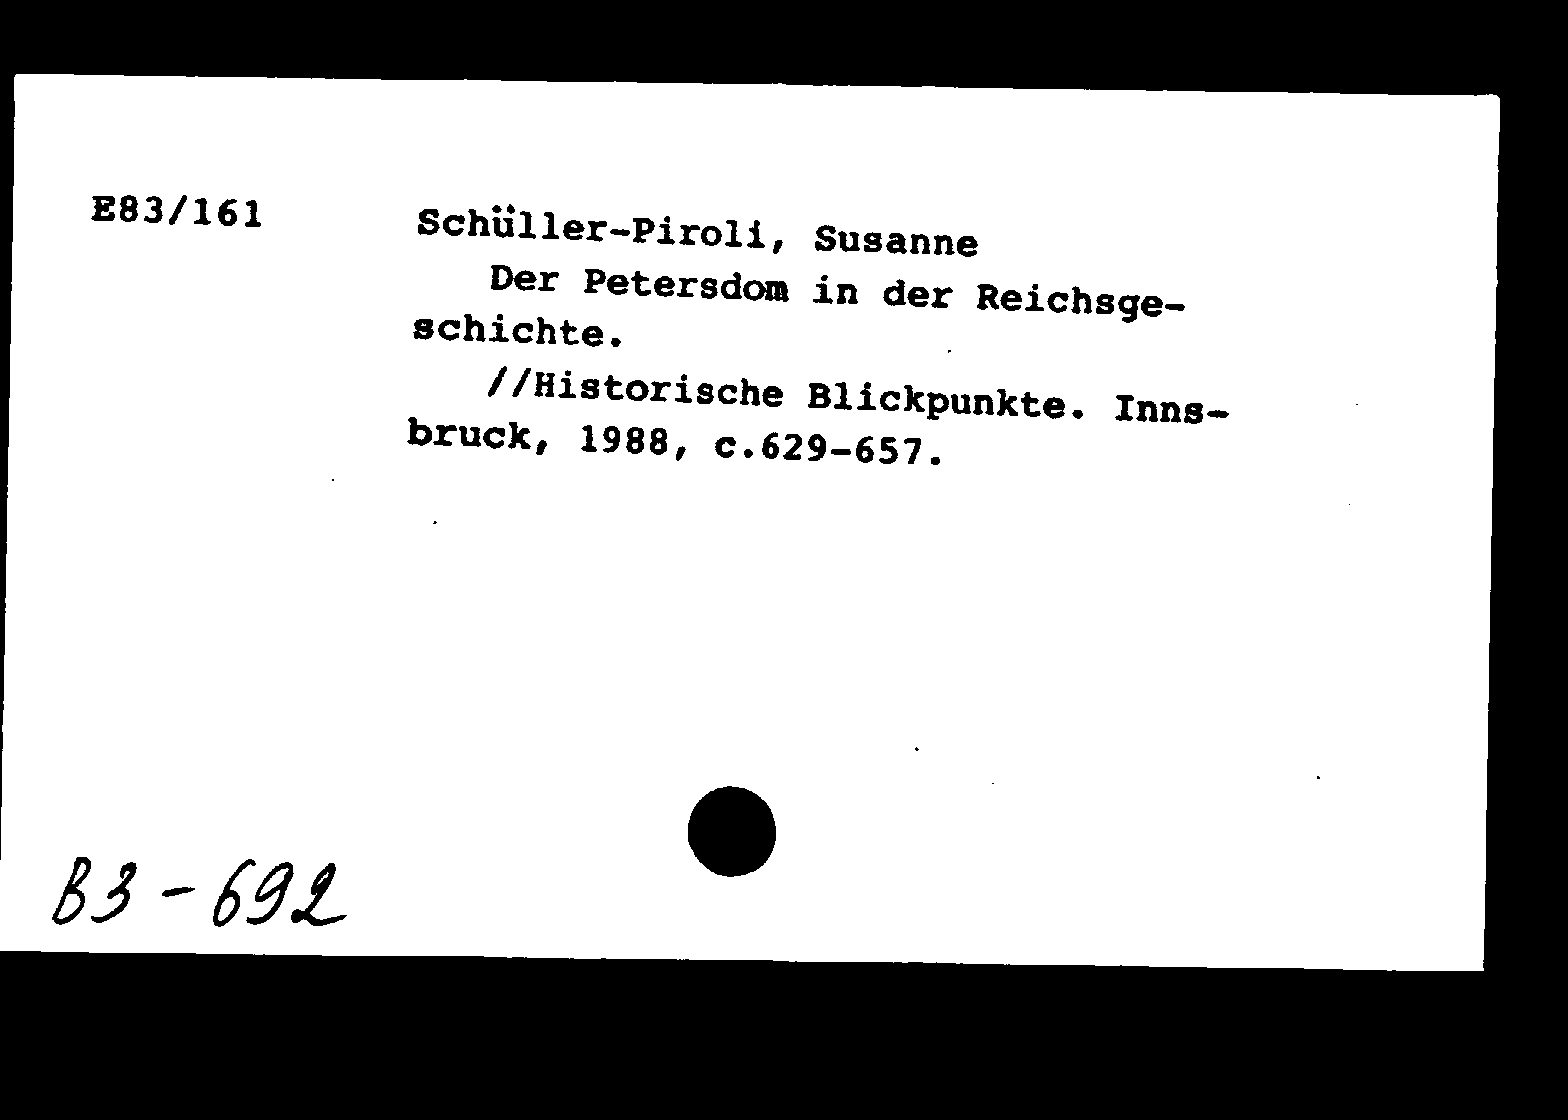 E83/161
Schüller-Piroli, Susanne
Der Petersdom in der Reichsge-
schichte.
//Historische Blickpunkte. Inns-
bruck, 1988, c.629-657.
B3-692